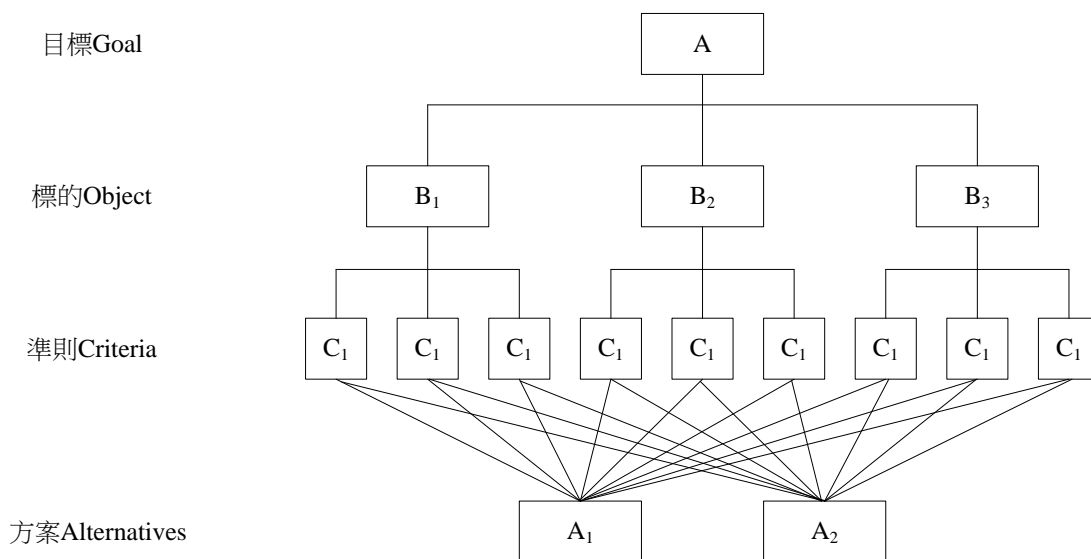 目標Goal
A
標的Object
B₁
B₂
B₃
準則Criteria
C₁
C₁
C₁
C₁
C₁
C₁
C₁
C₁
C₁
方案Alternatives
A₁
A₂